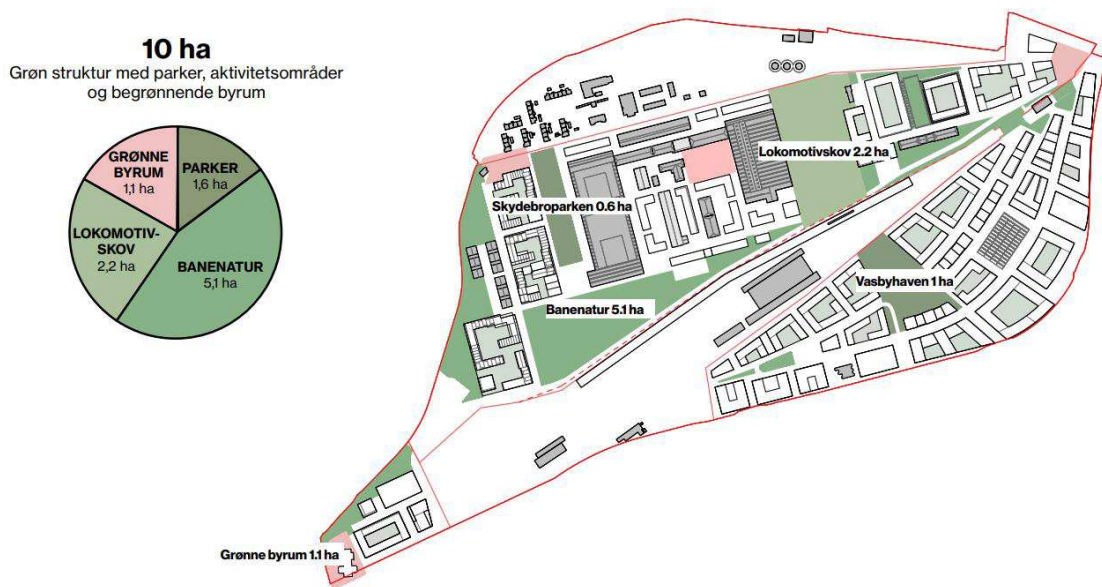 10 ha
Grøn struktur med parker, aktivitetsområder
og begrønnende byrum
GRØNNE
BYRUM
1,1 ha
PARKER
1,6 ha
LOKOMOTIV-
SKOV
2,2 ha
BANENATUR
5,1 ha
Lokomotivskov 2.2 ha
Skydebroparken 0.6 ha
Vasbyhaven 1 ha
Banenatur 5.1 ha
Grønne byrum 1.1 ha